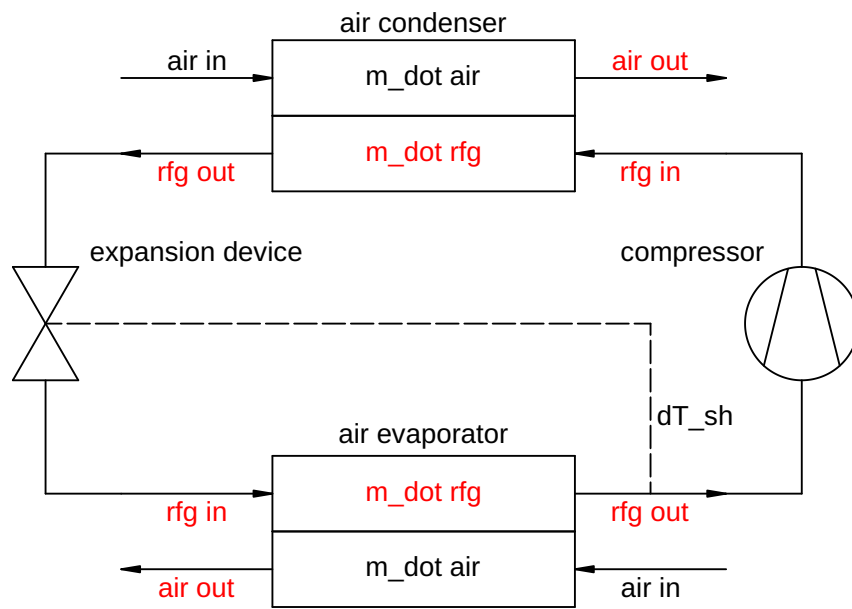 air condenser
air in
m_dot air
air out
rfg out
m_dot rfg
rfg in
expansion device
compressor
dT_sh
air evaporator
rfg in
m_dot rfg
rfg out
air out
m_dot air
air in